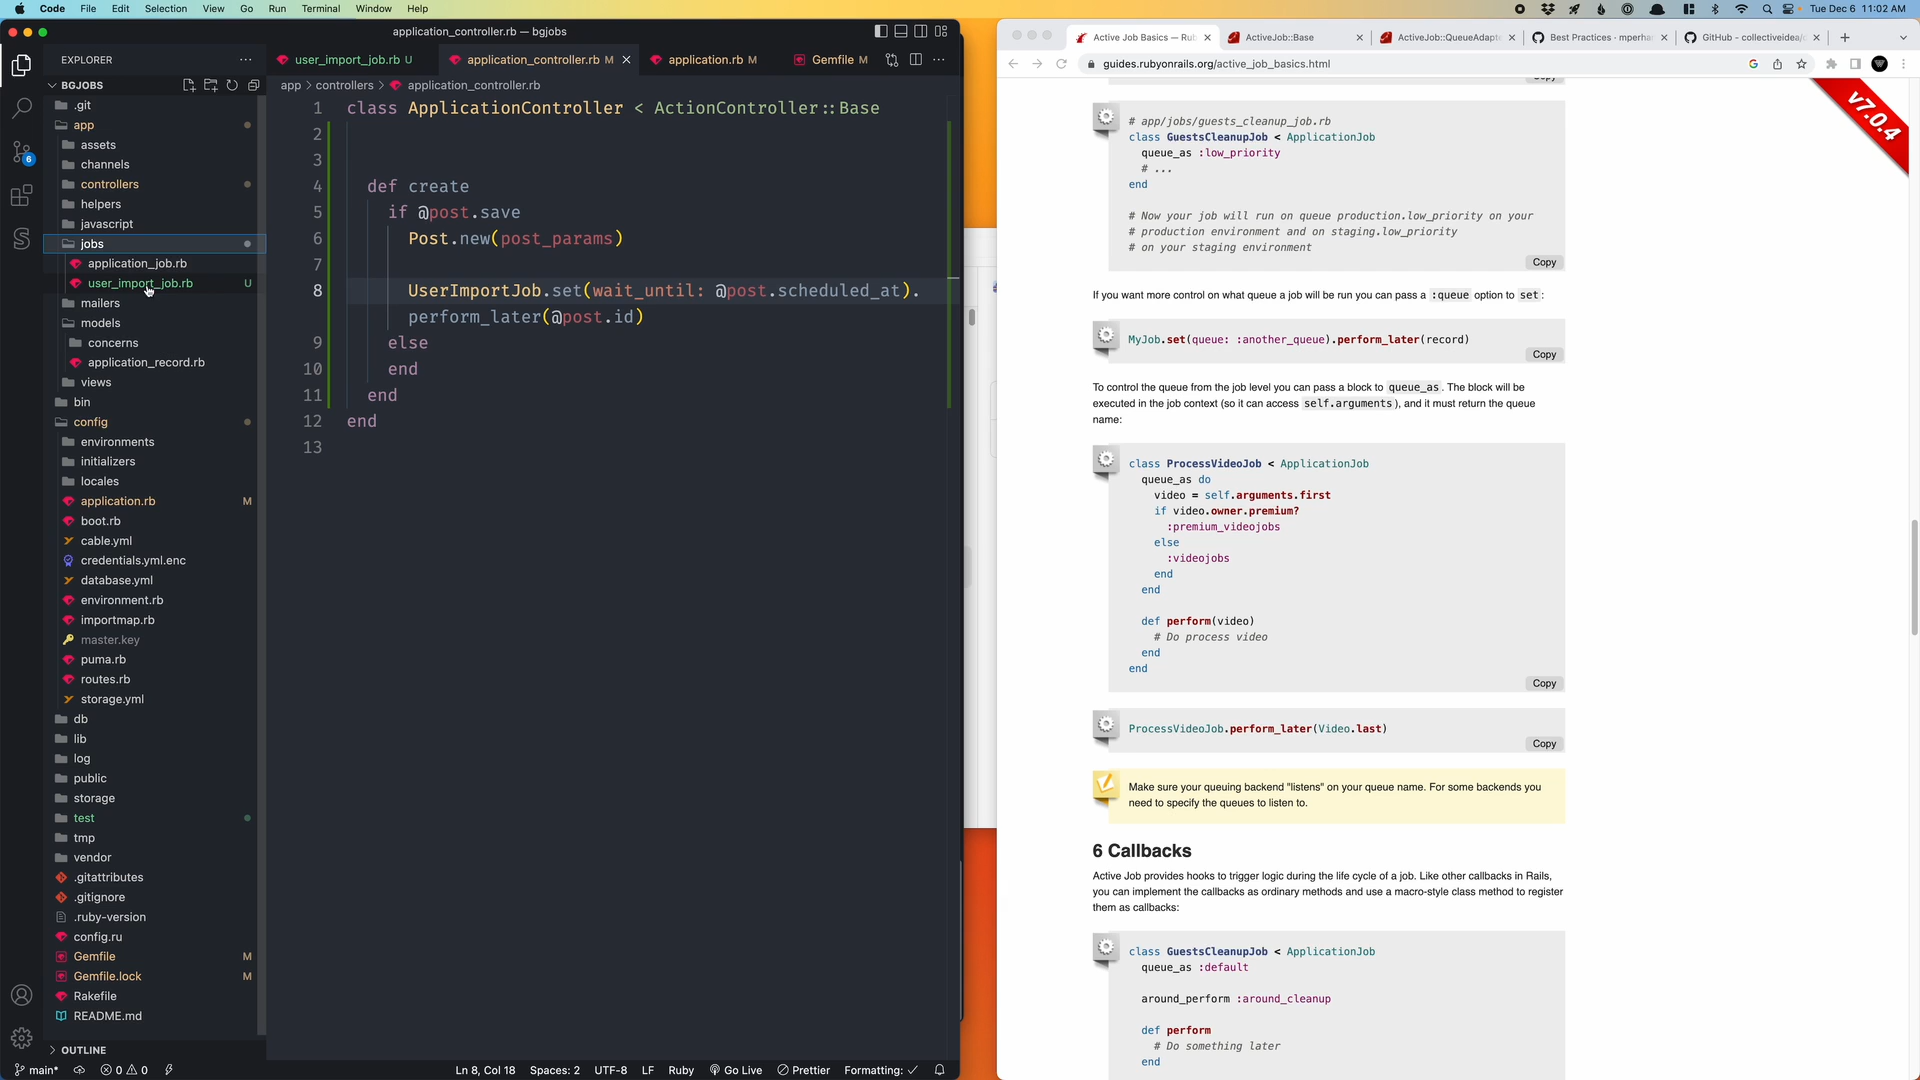 Code File Edit Selection View Go Run Terminal Window Help
Tue Dec 6 11:02 AM
application_controller.rb — bgjobs
EXPLORER
BGJOBS
.git
app
assets
channels
controllers
helpers
javascript
jobs
application_job.rb
user_import_job.rb U
mailers
models
concerns
application_record.rb
views
bin
config
environments
initializers
locales
application.rb M
boot.rb
cable.yml
credentials.yml.enc
database.yml
environment.rb
importmap.rb
master.key
puma.rb
routes.rb
storage.yml
db
lib
log
public
storage
test
tmp
vendor
.gitattributes
.gitignore
.ruby-version
config.ru
Gemfile M
Gemfile.lock M
Rakefile
README.md
OUTLINE
6
user_import_job.rb U
application_controller.rb M
application.rb M
Gemfile M
app > controllers > application_controller.rb
1 class ApplicationController < ActionController::Base
2
3
4 def create
5 if @post.save
6 Post.new(post_params)
7
8 UserImportJob.set(wait_until: @post.scheduled_at).
perform_later(@post.id)
9 else
10 end
11 end
12 end
13
main* 0 0 Ln 8, Col 18 Spaces: 2 UTF-8 LF Ruby Go Live Prettier Formatting:
Active Job Basics — Rub
ActiveJob::Base
ActiveJob::QueueAdapte
Best Practices · mperha
GitHub - collectiveidea/d
guides.rubyonrails.org/active_job_basics.html
v7.0.4
Copy
# app/jobs/guests_cleanup_job.rb
class GuestsCleanupJob < ApplicationJob
queue_as :low_priority
# ...
end
# Now your job will run on queue production.low_priority on your
# production environment and on staging.low_priority
# on your staging environment
Copy
If you want more control on what queue a job will be run you can pass a :queue option to set:
MyJob.set(queue: :another_queue).perform_later(record)
Copy
To control the queue from the job level you can pass a block to queue_as. The block will be
executed in the job context (so it can access self.arguments), and it must return the queue
name:
class ProcessVideoJob < ApplicationJob
queue_as do
video = self.arguments.first
if video.owner.premium?
:premium_videojobs
else
:videojobs
end
end
def perform(video)
# Do process video
end
end
Copy
ProcessVideoJob.perform_later(Video.last)
Copy
Make sure your queuing backend "listens" on your queue name. For some backends you
need to specify the queues to listen to.
6 Callbacks
Active Job provides hooks to trigger logic during the life cycle of a job. Like other callbacks in Rails,
you can implement the callbacks as ordinary methods and use a macro-style class method to register
them as callbacks:
class GuestsCleanupJob < ApplicationJob
queue_as :default
around_perform :around_cleanup
def perform
# Do something later
end